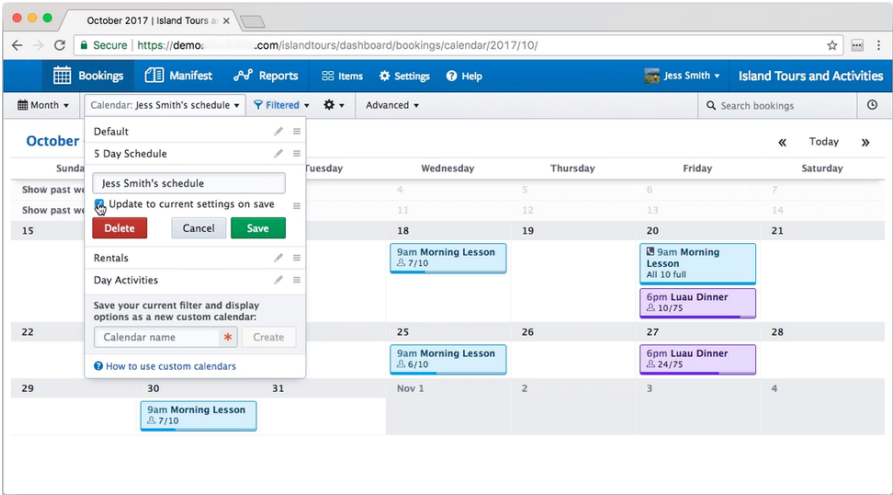 October 2017 | Island Tours a
Secure | https://demo. .com/islandtours/dashboard/bookings/calendar/2017/10/
Bookings Manifest Reports Items Settings Help Jess Smith Island Tours and Activities
Month Calendar: Jess Smith's schedule Filtered Advanced Search bookings
Default
October « Today »
5 Day Schedule
Sunda Tuesday Wednesday Thursday Friday Saturday
Jess Smith's schedule
Show past we 4 5 6 7
Update to current settings on save
Show past we 11 12 13 14
Delete Cancel Save
15 18 19 20 21
9am Morning Lesson
7/10
9am Morning
Lesson
All 10 full
Rentals
Day Activities
6pm Luau Dinner
10/75
Save your current filter and display
options as a new custom calendar:
22 25 26 27 28
Calendar name * Create
9am Morning Lesson
6/10
6pm Luau Dinner
24/75
How to use custom calendars
29 30 31 Nov 1 2 3 4
9am Morning Lesson
7/10